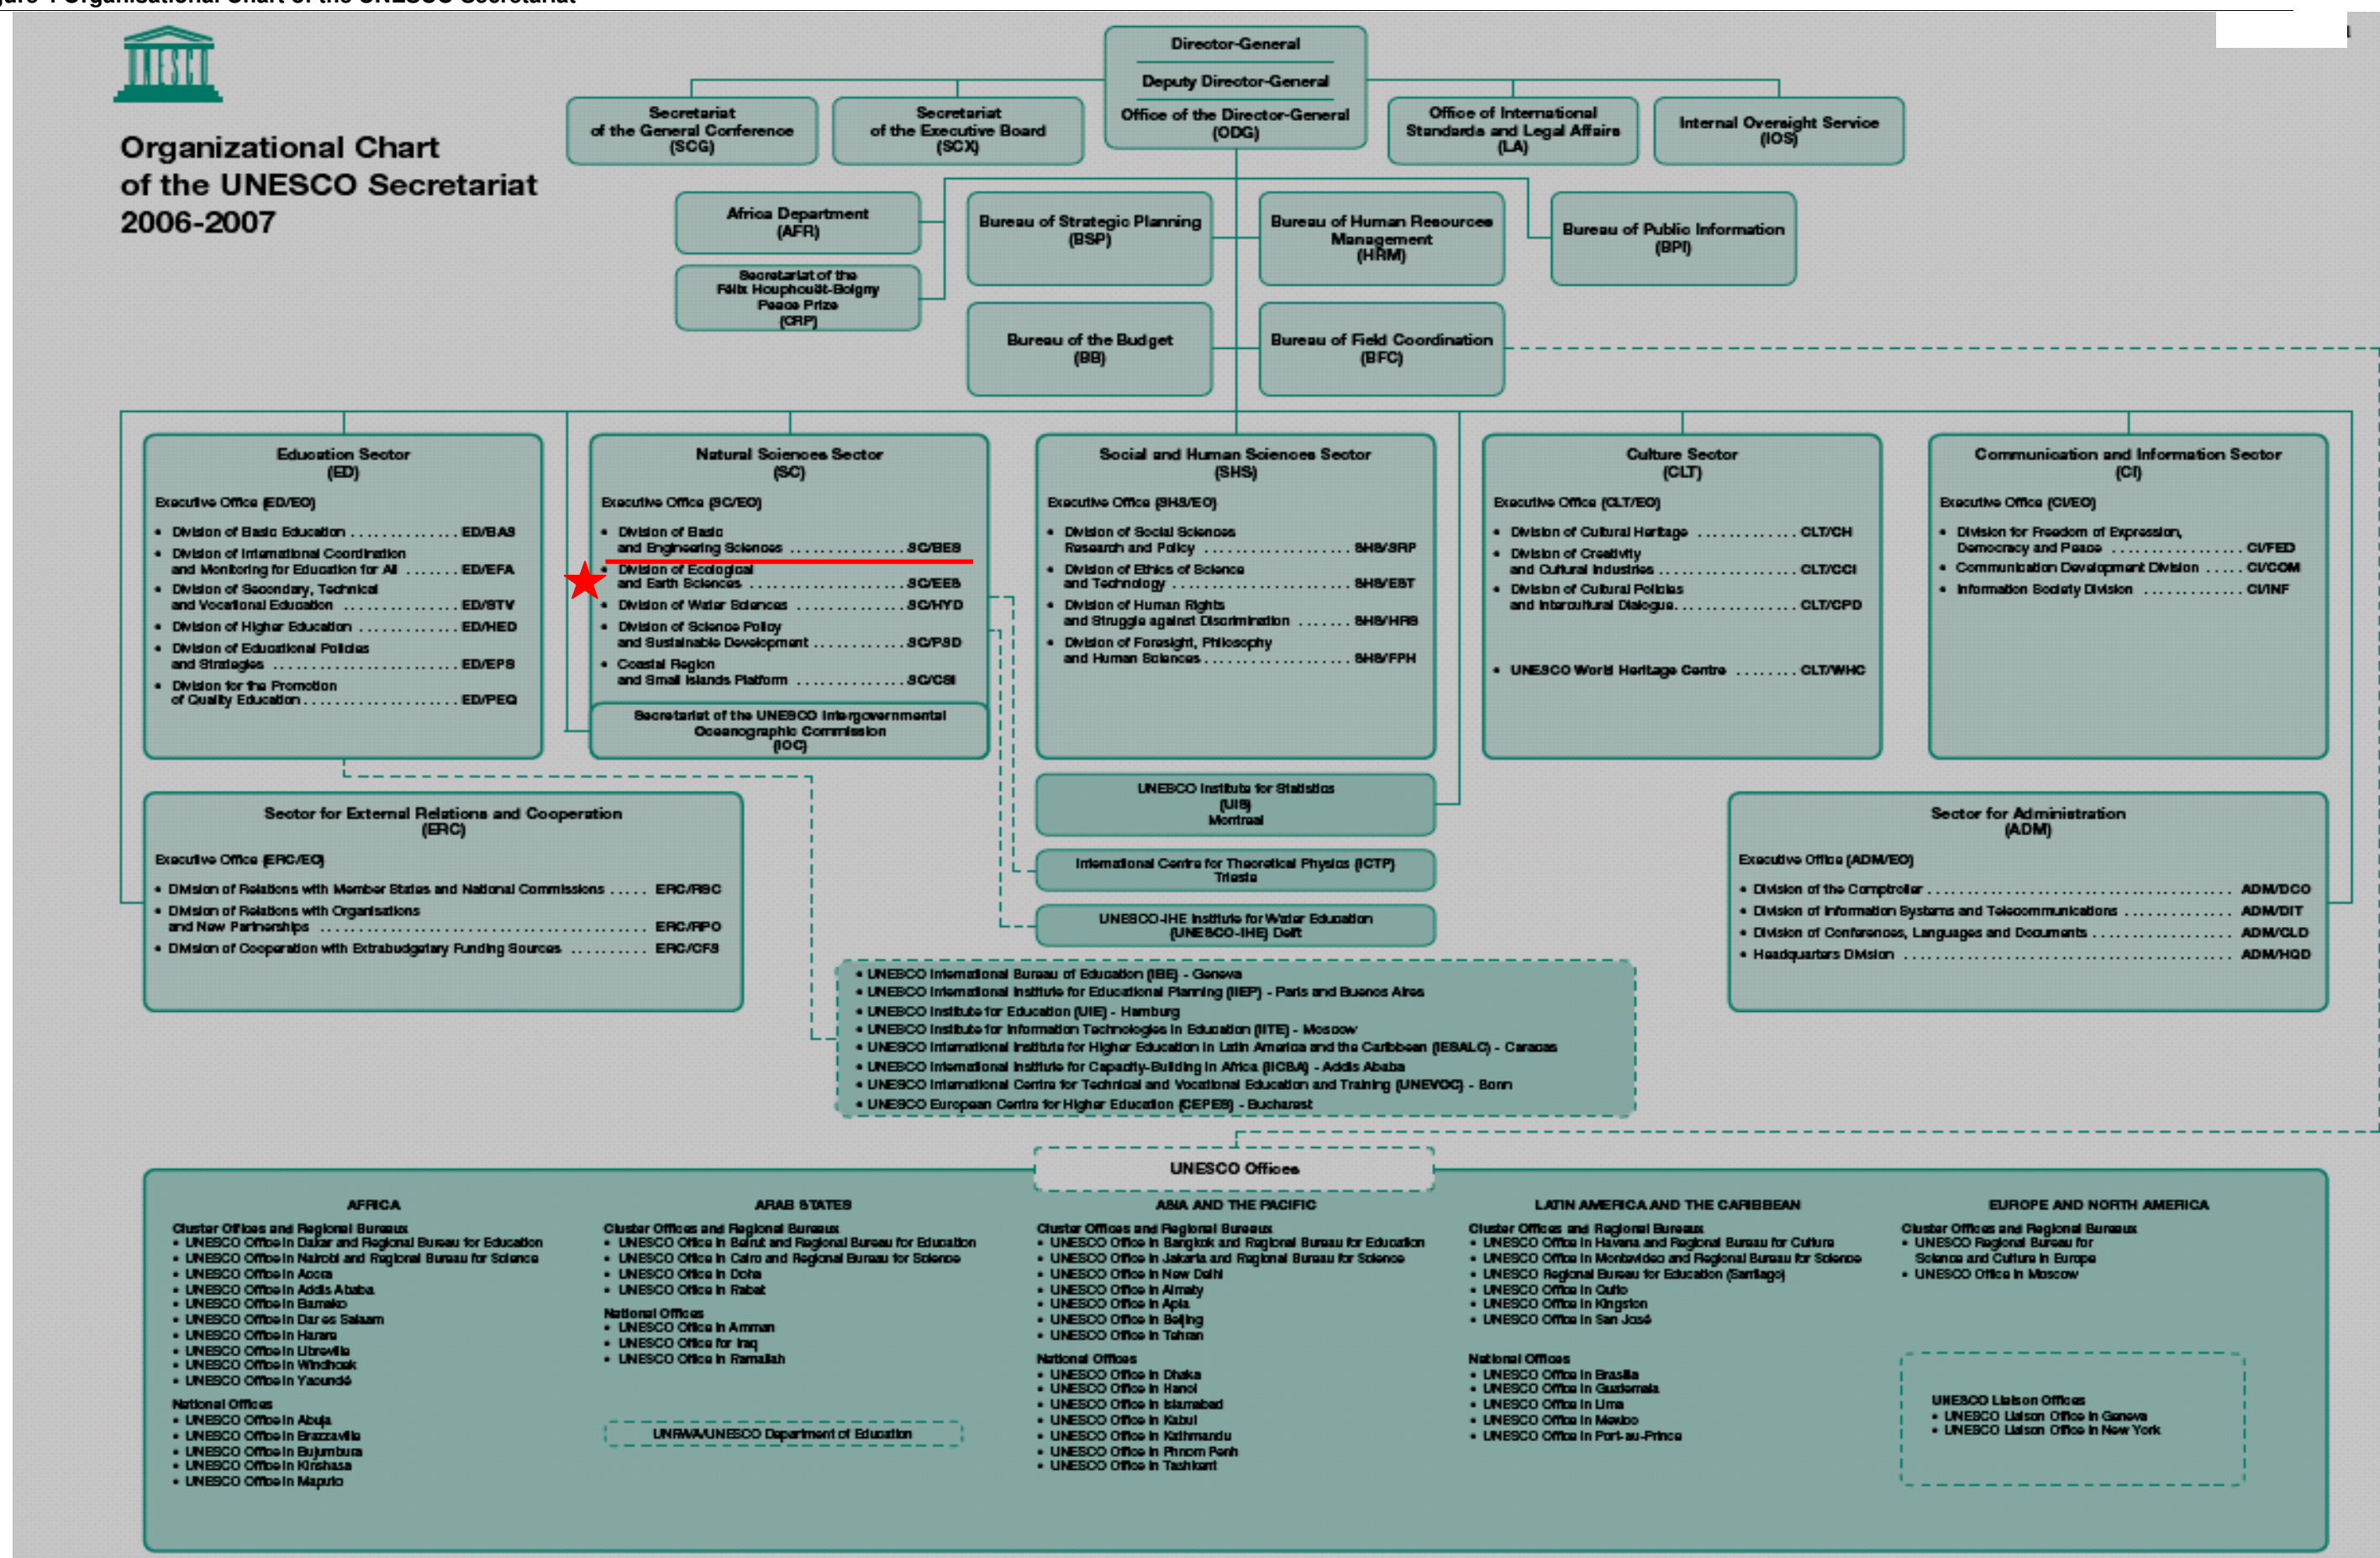 Figure 4 Organisational Chart of the UNESCO Secretariat
UNESCO
Organizational Chart
of the UNESCO Secretariat
2006-2007
Director-General
Deputy Director-General
Office of the Director-General
(ODG)
Secretariat
of the General Conference
(SCG)
Secretariat
of the Executive Board
(SCX)
Office of International
Standards and Legal Affairs
(LA)
Internal Oversight Service
(IOS)
Africa Department
(AFR)
Secretariat of the
Félix Houphouët-Boigny
Peace Prize
(CRP)
Bureau of Strategic Planning
(BSP)
Bureau of Human Resources
Management
(HRM)
Bureau of Public Information
(BPI)
Bureau of the Budget
(BB)
Bureau of Field Coordination
(BFC)
Education Sector
(ED)
Executive Office (ED/EO)
• Division of Basic Education ............ ED/BAS
• Division of International Coordination
and Monitoring for Education for All ...... ED/EFA
• Division of Secondary, Technical
and Vocational Education ............ ED/STV
• Division of Higher Education ............ ED/HED
• Division of Educational Policies
and Strategies .................... ED/EPS
• Division for the Promotion
of Quality Education .................. ED/PEQ
Natural Sciences Sector
(SC)
Executive Office (SC/EO)
• Division of Basic
and Engineering Sciences .............. SC/BES
• Division of Ecological
and Earth Sciences .................. SC/EES
• Division of Water Sciences .............. SC/HYD
• Division of Science Policy
and Sustainable Development ............ SC/PSD
• Coastal Region
and Small Islands Platform .............. SC/CSI
Secretariat of the UNESCO Intergovernmental
Oceanographic Commission
(IOC)
Social and Human Sciences Sector
(SHS)
Executive Office (SHS/EO)
• Division of Social Sciences
Research and Policy .................. SHS/SRP
• Division of Ethics of Science
and Technology .................... SHS/EST
• Division of Human Rights
and Struggle against Discrimination ....... SHS/HRS
• Division of Foresight, Philosophy
and Human Sciences .................. SHS/FPH
Culture Sector
(CLT)
Executive Office (CLT/EO)
• Division of Cultural Heritage ............ CLT/CH
• Division of Creativity
and Cultural Industries ................ CLT/CCI
• Division of Cultural Policies
and Intercultural Dialogue .............. CLT/CPD
• UNESCO World Heritage Centre ........ CLT/WHC
Communication and Information Sector
(CI)
Executive Office (CI/EO)
• Division for Freedom of Expression,
Democracy and Peace ................ CI/FED
• Communication Development Division ..... CI/COM
• Information Society Division ............ CI/INF
UNESCO Institute for Statistics
(UIS)
Montreal
International Centre for Theoretical Physics (ICTP)
Trieste
UNESCO-IHE Institute for Water Education
(UNESCO-IHE) Delft
Sector for External Relations and Cooperation
(ERC)
Executive Office (ERC/EO)
• Division of Relations with Member States and National Commissions ..... ERC/RSC
• Division of Relations with Organisations
and New Partnerships .................................. ERC/RPO
• Division of Cooperation with Extrabudgetary Funding Sources .......... ERC/CFS
Sector for Administration
(ADM)
Executive Office (ADM/EO)
• Division of the Comptroller .................................. ADM/DCO
• Division of Information Systems and Telecommunications .............. ADM/DIT
• Division of Conferences, Languages and Documents .................. ADM/CLD
• Headquarters Division .................................... ADM/HQD
• UNESCO International Bureau of Education (IBE) - Geneva
• UNESCO International Institute for Educational Planning (IIEP) - Paris and Buenos Aires
• UNESCO Institute for Education (UIE) - Hamburg
• UNESCO Institute for Information Technologies in Education (IITE) - Moscow
• UNESCO International Institute for Higher Education in Latin America and the Caribbean (IESALC) - Caracas
• UNESCO International Institute for Capacity-Building in Africa (IICBA) - Addis Ababa
• UNESCO International Centre for Technical and Vocational Education and Training (UNEVOC) - Bonn
• UNESCO European Centre for Higher Education (CEPES) - Bucharest
UNESCO Offices
AFRICA
Cluster Offices and Regional Bureaux
• UNESCO Office in Dakar and Regional Bureau for Education
• UNESCO Office in Nairobi and Regional Bureau for Science
• UNESCO Office in Accra
• UNESCO Office in Addis Ababa
• UNESCO Office in Bamako
• UNESCO Office in Dar es Salaam
• UNESCO Office in Harare
• UNESCO Office in Libreville
• UNESCO Office in Windhoek
• UNESCO Office in Yaoundé
National Offices
• UNESCO Office in Abuja
• UNESCO Office in Brazzaville
• UNESCO Office in Bujumbura
• UNESCO Office in Kinshasa
• UNESCO Office in Maputo
ARAB STATES
Cluster Offices and Regional Bureaux
• UNESCO Office in Beirut and Regional Bureau for Education
• UNESCO Office in Cairo and Regional Bureau for Science
• UNESCO Office in Doha
• UNESCO Office in Rabat
National Offices
• UNESCO Office in Amman
• UNESCO Office for Iraq
• UNESCO Office in Ramallah
UNRWA/UNESCO Department of Education
ASIA AND THE PACIFIC
Cluster Offices and Regional Bureaux
• UNESCO Office in Bangkok and Regional Bureau for Education
• UNESCO Office in Jakarta and Regional Bureau for Science
• UNESCO Office in New Delhi
• UNESCO Office in Almaty
• UNESCO Office in Apia
• UNESCO Office in Beijing
• UNESCO Office in Tehran
National Offices
• UNESCO Office in Dhaka
• UNESCO Office in Hanoi
• UNESCO Office in Islamabad
• UNESCO Office in Kabul
• UNESCO Office in Kathmandu
• UNESCO Office in Phnom Penh
• UNESCO Office in Tashkent
LATIN AMERICA AND THE CARIBBEAN
Cluster Offices and Regional Bureaux
• UNESCO Office in Havana and Regional Bureau for Culture
• UNESCO Office in Montevideo and Regional Bureau for Science
• UNESCO Regional Bureau for Education (Santiago)
• UNESCO Office in Quito
• UNESCO Office in Kingston
• UNESCO Office in San José
National Offices
• UNESCO Office in Brasilia
• UNESCO Office in Guatemala
• UNESCO Office in Lima
• UNESCO Office in Mexico
• UNESCO Office in Port-au-Prince
EUROPE AND NORTH AMERICA
Cluster Offices and Regional Bureaux
• UNESCO Regional Bureau for
Science and Culture in Europe
• UNESCO Office in Moscow
UNESCO Liaison Offices
• UNESCO Liaison Office in Geneva
• UNESCO Liaison Office in New York